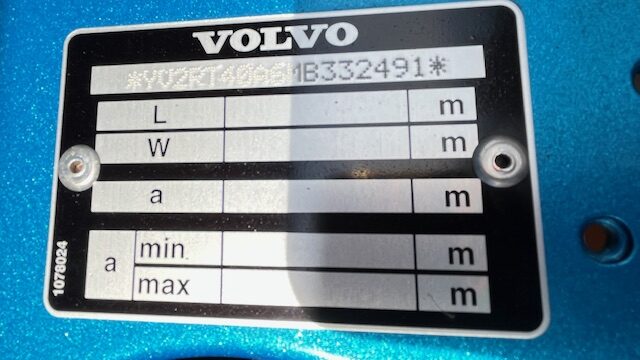 VOLVO
*YV2RT40A6MB332491*
L m
W m
a m
a min m
max m
1078024